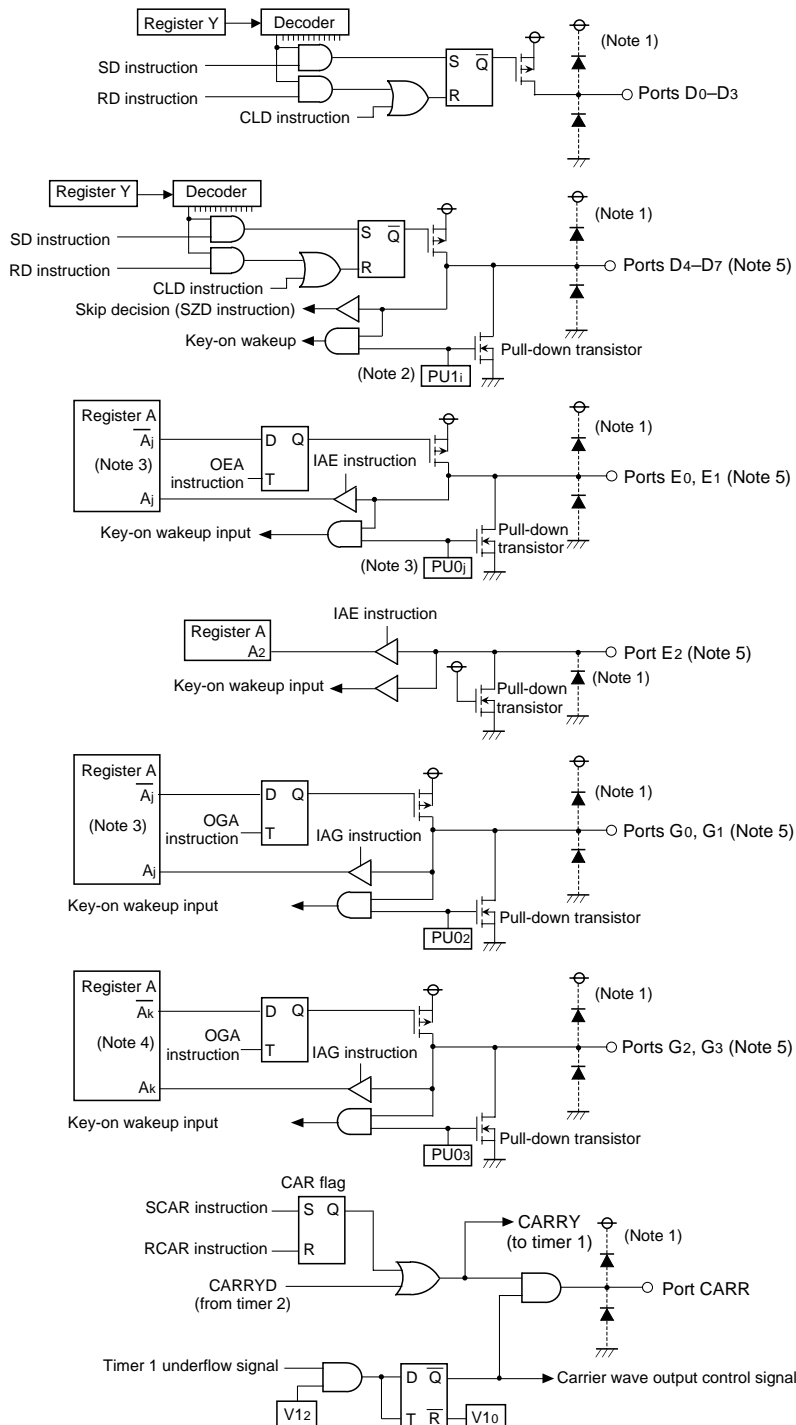 Register Y
Decoder
(Note 1)
SD instruction
S
Q
RD instruction
R
CLD instruction
Ports D0–D3
Register Y
Decoder
(Note 1)
SD instruction
S
Q
RD instruction
R
CLD instruction
Ports D4–D7 (Note 5)
Skip decision (SZD instruction)
Key-on wakeup
Pull-down transistor
(Note 2)
PU1i
Register A
Aj
D
Q
(Note 1)
(Note 3)
OEA
instruction
T
IAE instruction
Aj
Ports E0, E1 (Note 5)
Key-on wakeup input
Pull-down
transistor
(Note 3)
PU0j
IAE instruction
Register A
A2
Port E2 (Note 5)
Key-on wakeup input
Pull-down
transistor
(Note 1)
Register A
Aj
D
Q
(Note 1)
(Note 3)
OGA
instruction
T
IAG instruction
Aj
Ports G0, G1 (Note 5)
Key-on wakeup input
Pull-down transistor
PU02
Register A
Ak
D
Q
(Note 1)
(Note 4)
OGA
instruction
T
IAG instruction
Ak
Ports G2, G3 (Note 5)
Key-on wakeup input
Pull-down transistor
PU03
CAR flag
SCAR instruction
S
Q
RCAR instruction
R
CARRY
(to timer 1)
(Note 1)
CARRYD
(from timer 2)
Port CARR
Timer 1 underflow signal
D
Q
Carrier wave output control signal
V12
T
R
V10